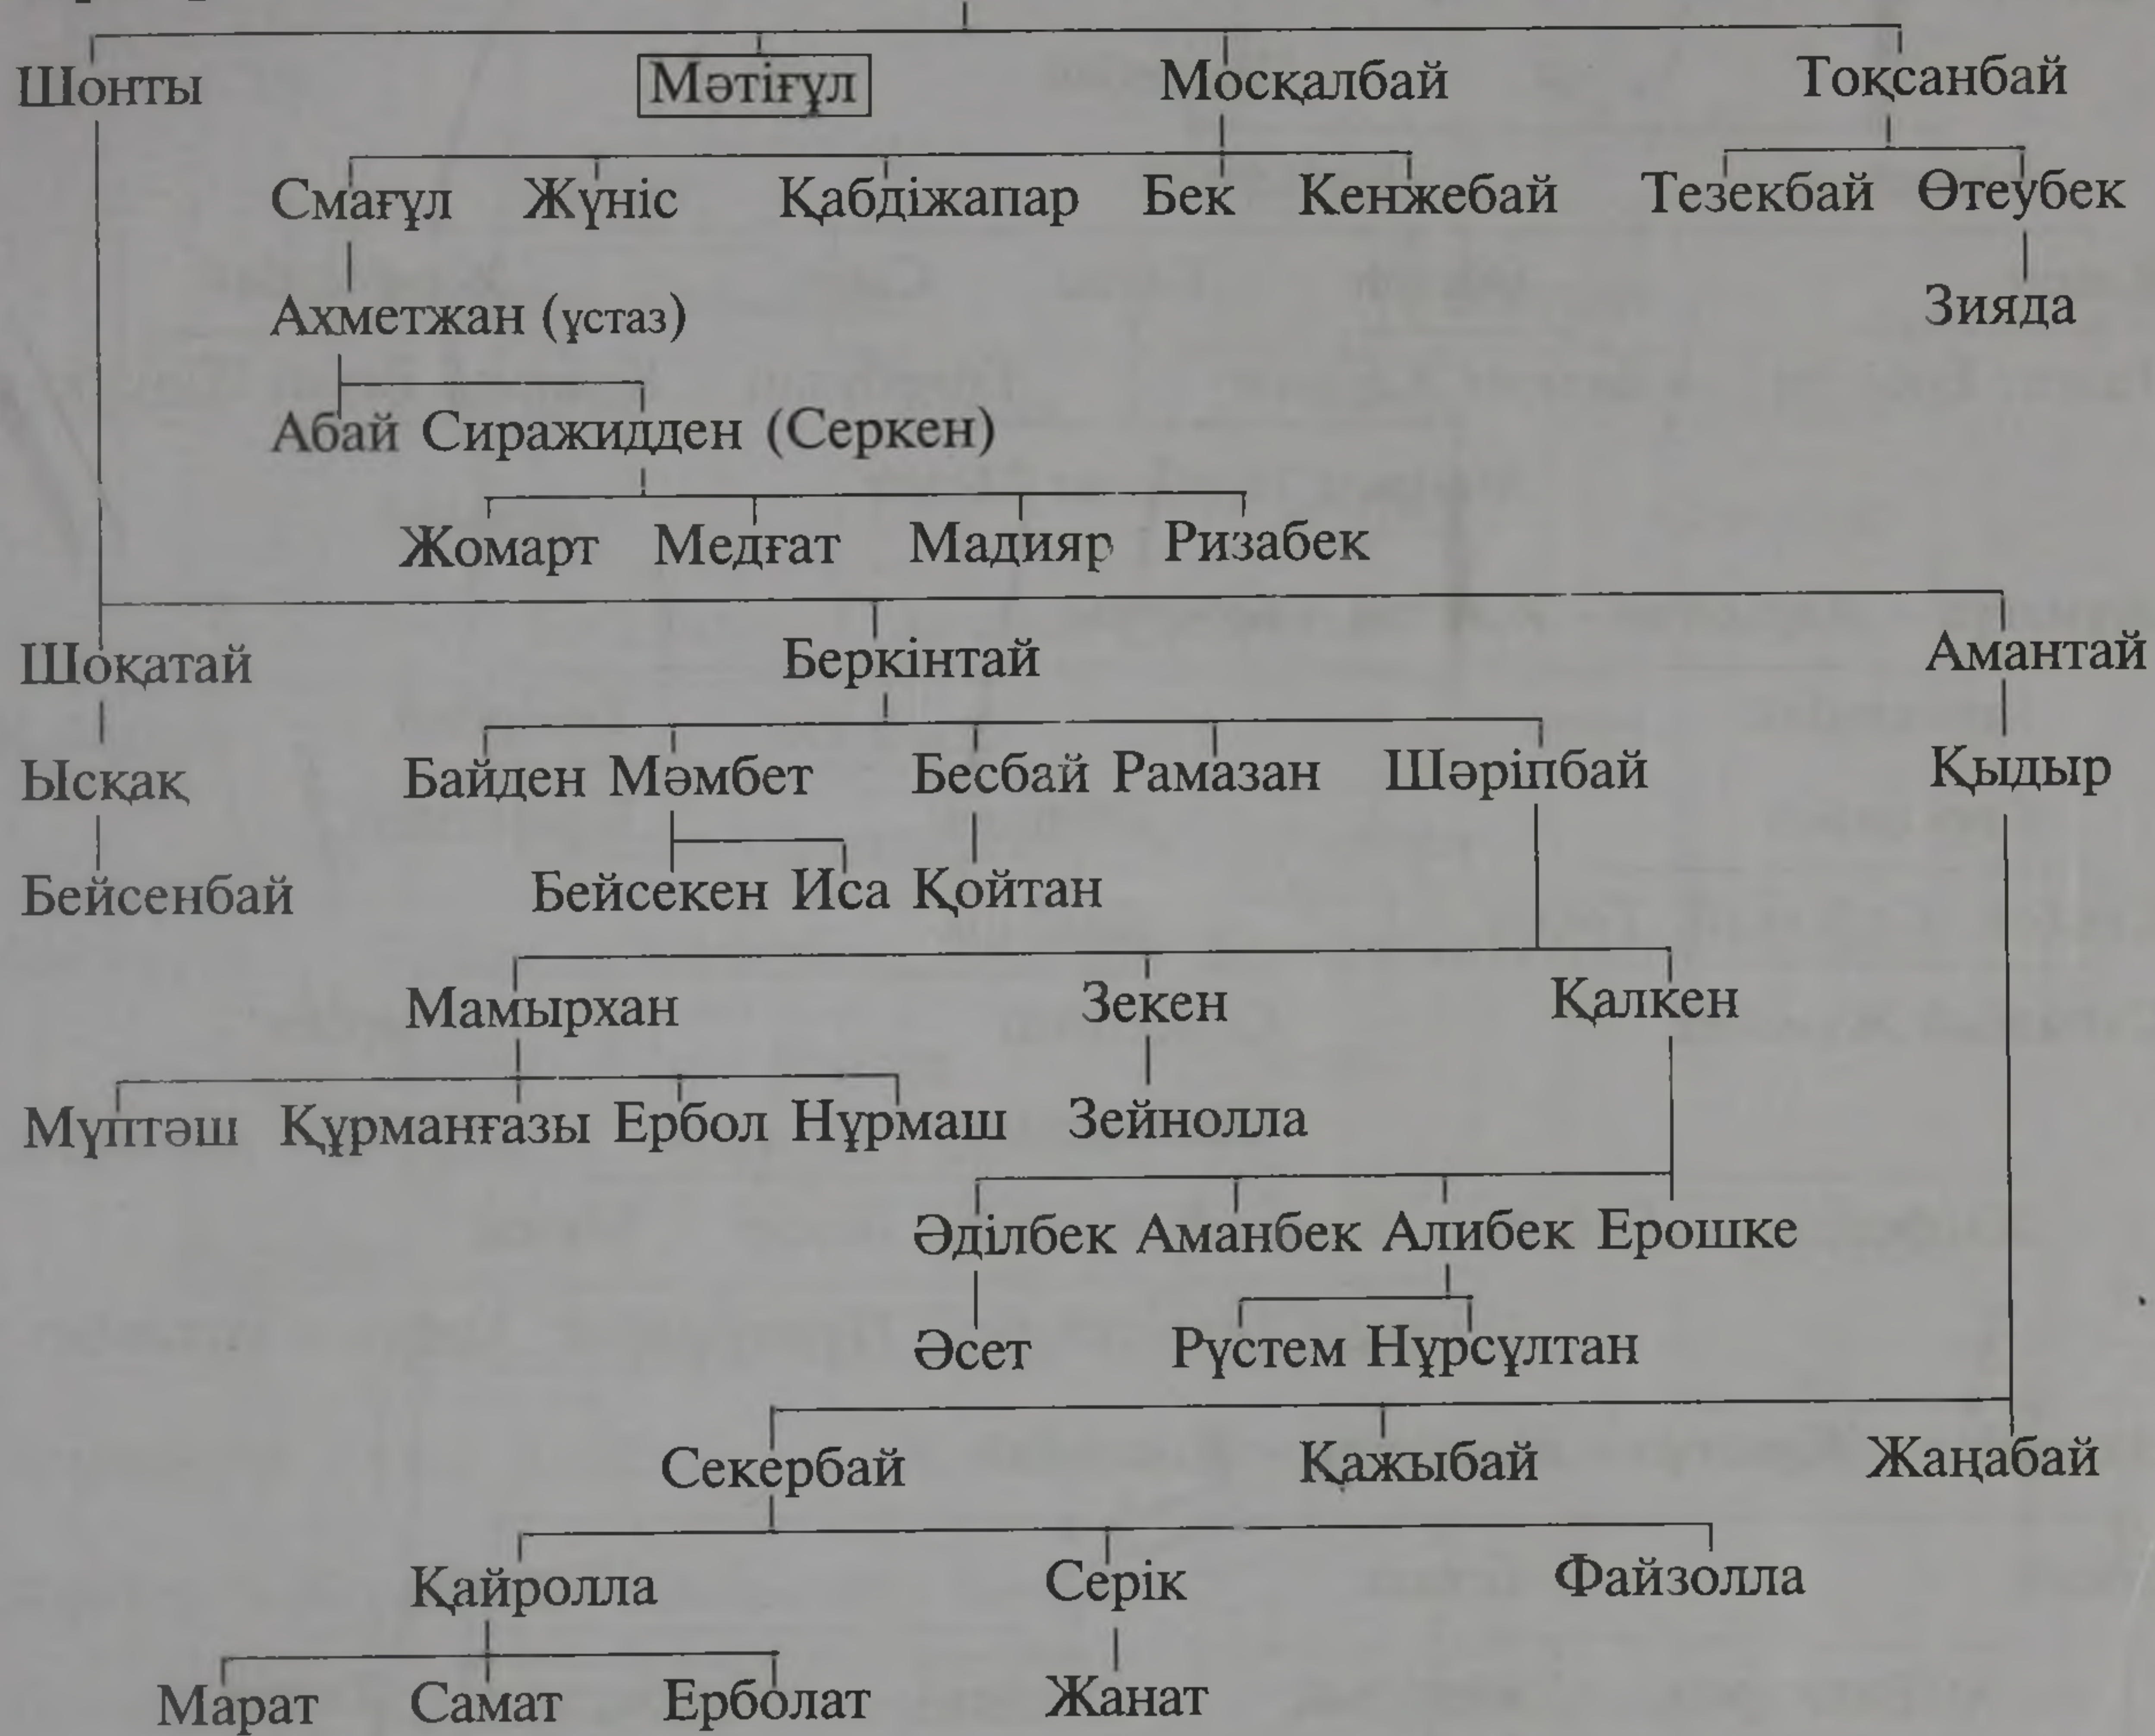 Шонты Мәтіғұл Москалбай Тоқсанбай
Смағұл Жүніс Қабдіжапар Бек Кенжебай Тезекбай Өтеубек
Ахметжан (ұстаз) Зияда
Абай Сиражидден (Серкен)
Жомарт Медғат Мадияр Ризабек
Шоқатай Беркінтай Амантай
Ысқақ Байден Мәмбет Бесбай Рамазан Шәріпбай Қыдыр
Бейсенбай Бейсекен Иса Қойтан
Мамырхан Зекен Қалкен
Мүптәш Құрманғазы Ербол Нұрмаш Зейнолла
Әділбек Аманбек Алибек Ерошке
Әсет Рүстем Нұрсұлтан
Секербай Қажыбай Жаңабай
Қайролла Серік Файзолла
Марат Самат Ерболат Жанат